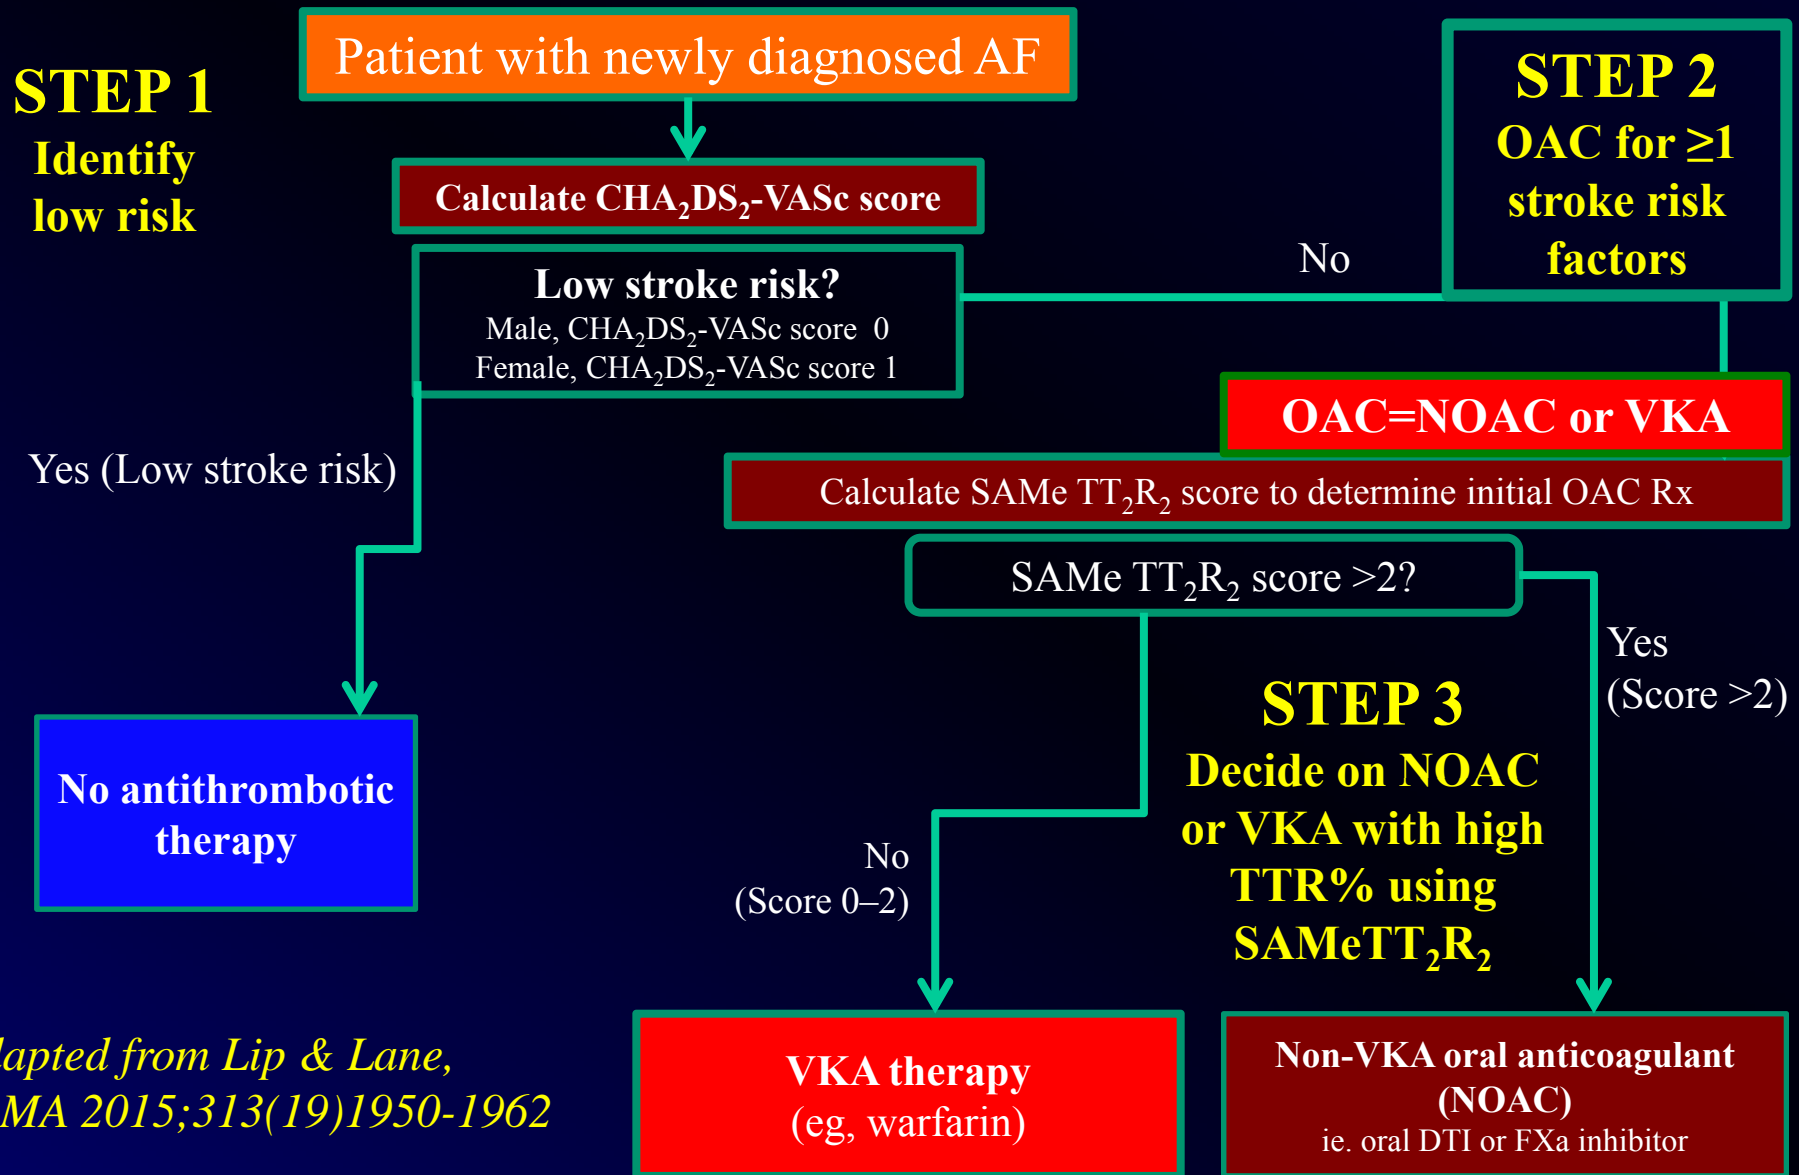 STEP 1
Identify
low risk
Patient with newly diagnosed AF
Calculate CHA₂DS₂-VASc score
Low stroke risk?
Male, CHA₂DS₂-VASc score 0
Female, CHA₂DS₂-VASc score 1
No
STEP 2
OAC for ≥1
stroke risk
factors
OAC=NOAC or VKA
Yes (Low stroke risk)
Calculate SAMe TT₂R₂ score to determine initial OAC Rx
SAMe TT₂R₂ score >2?
Yes
(Score >2)
STEP 3
Decide on NOAC
or VKA with high
TTR% using
SAMeTT₂R₂
No
(Score 0–2)
No antithrombotic
therapy
VKA therapy
(eg, warfarin)
Non-VKA oral anticoagulant
(NOAC)
ie. oral DTI or FXa inhibitor
dapted from Lip & Lane,
MA 2015;313(19)1950-1962